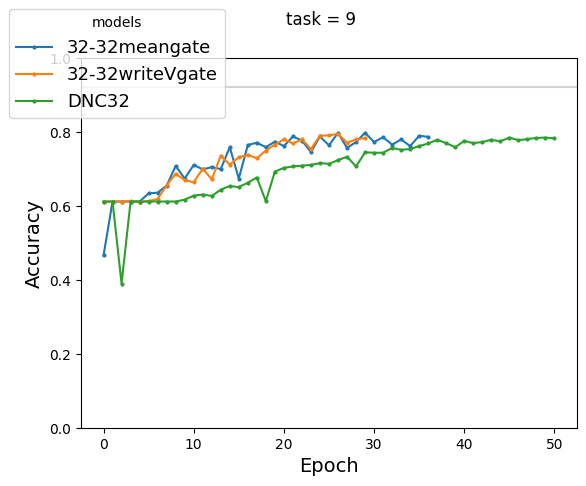 task = 9
models
32-32meangate
32-32writeVgate
DNC32
1.0
0.8
0.6
0.4
0.2
0.0
Accuracy
0 10 20 30 40 50
Epoch